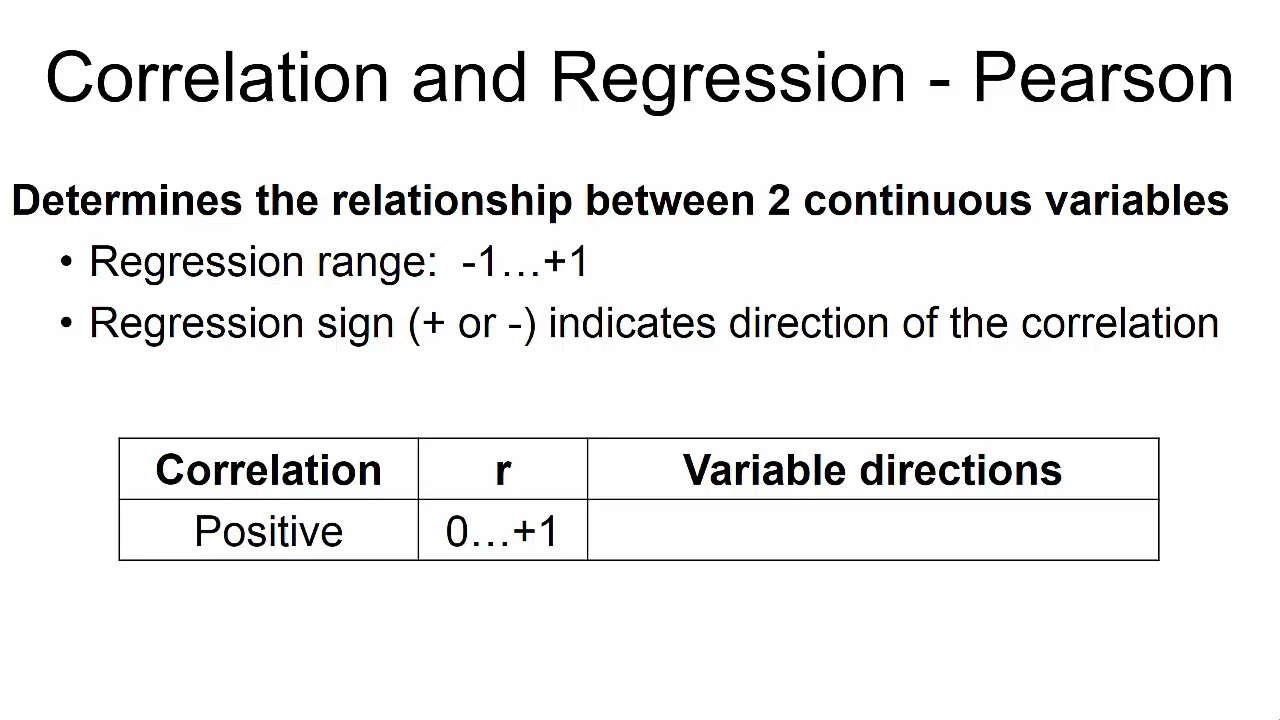 Correlation and Regression - Pearson
Determines the relationship between 2 continuous variables
• Regression range:  -1…+1
• Regression sign (+ or -) indicates direction of the correlation
Correlation r Variable directions
Positive 0…+1